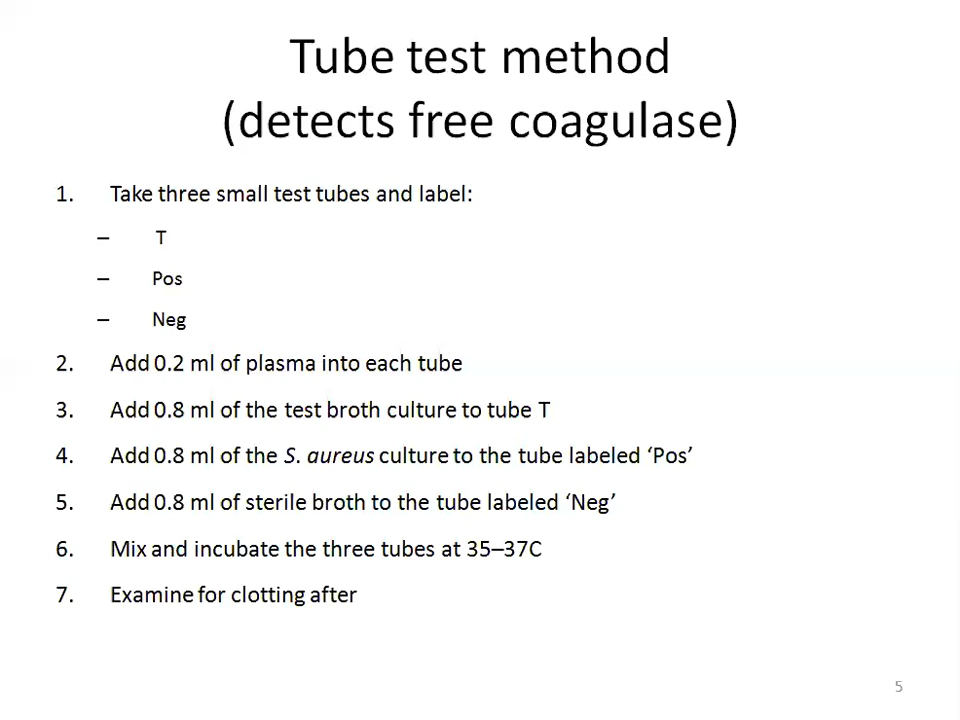 Tube test method
(detects free coagulase)
1. Take three small test tubes and label:
– T
– Pos
– Neg
2. Add 0.2 ml of plasma into each tube
3. Add 0.8 ml of the test broth culture to tube T
4. Add 0.8 ml of the S. aureus culture to the tube labeled ‘Pos’
5. Add 0.8 ml of sterile broth to the tube labeled ‘Neg’
6. Mix and incubate the three tubes at 35–37C
7. Examine for clotting after
5